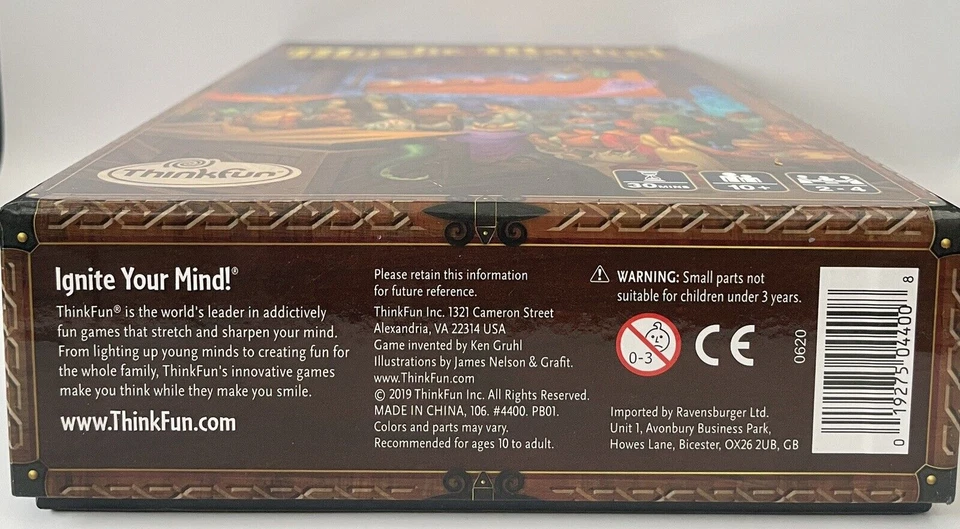 Mystic Market
ThinkFun
30 MINS
10+
2-4
Ignite Your Mind!®
ThinkFun® is the world's leader in addictively
fun games that stretch and sharpen your mind.
From lighting up young minds to creating fun for
the whole family, ThinkFun's innovative games
make you think while they make you smile.
www.ThinkFun.com
Please retain this information
for future reference.
ThinkFun Inc. 1321 Cameron Street
Alexandria, VA 22314 USA
Game invented by Ken Gruhl
Illustrations by James Nelson & Grafit.
www.ThinkFun.com
© 2019 ThinkFun Inc. All Rights Reserved.
MADE IN CHINA, 106. #4400. PB01.
Colors and parts may vary.
Recommended for ages 10 to adult.
⚠ WARNING: Small parts not
suitable for children under 3 years.
0-3
CE
0620
Imported by Ravensburger Ltd.
Unit 1, Avonbury Business Park,
Howes Lane, Bicester, OX26 2UB, GB
0 19275 04400 8